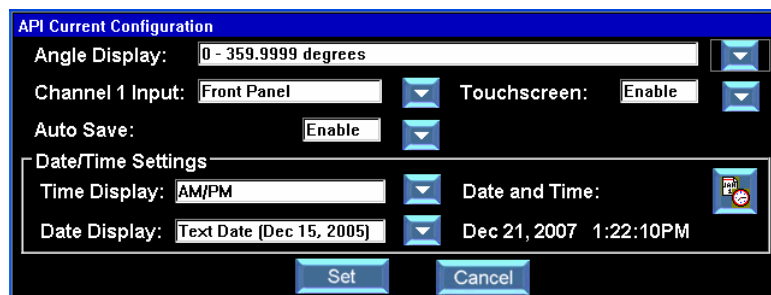 API Current Configuration
Angle Display: 0 - 359.9999 degrees
Channel 1 Input: Front Panel Touchscreen: Enable
Auto Save: Enable
Date/Time Settings
Time Display: AM/PM Date and Time:
Date Display: Text Date (Dec 15, 2005) Dec 21, 2007 1:22:10PM
Set Cancel